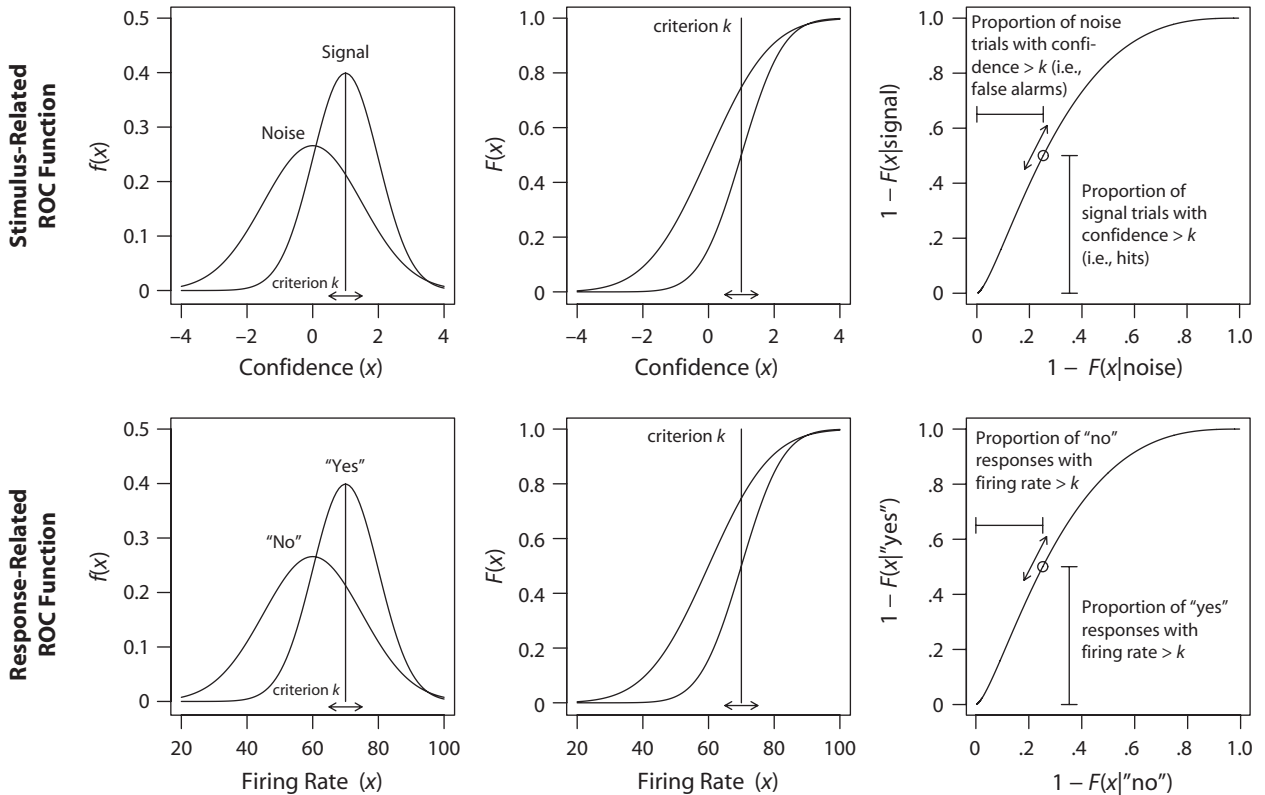 Stimulus-Related
ROC Function
0.5
0.4
0.3
0.2
0.1
0
f(x)
Signal
Noise
criterion k
−4 −2 0 2 4
Confidence (x)
1.0
0.8
0.6
0.4
0.2
0
F(x)
criterion k
−4 −2 0 2 4
Confidence (x)
1.0
.8
.6
.4
.2
0
1 − F(x|signal)
Proportion of noise
trials with confi-
dence > k (i.e.,
false alarms)
Proportion of
signal trials with
confidence > k
(i.e., hits)
0 .2 .4 .6 .8 1.0
1 − F(x|noise)
Response-Related
ROC Function
0.5
0.4
0.3
0.2
0.1
0
f(x)
“Yes”
“No”
criterion k
20 40 60 80 100
Firing Rate (x)
1.0
0.8
0.6
0.4
0.2
0
F(x)
criterion k
20 40 60 80 100
Firing Rate (x)
1.0
.8
.6
.4
.2
0
1 − F(x|”yes”)
Proportion of “no”
responses with
firing rate > k
Proportion of “yes”
responses with
firing rate > k
0 .2 .4 .6 .8 1.0
1 − F(x|”no”)